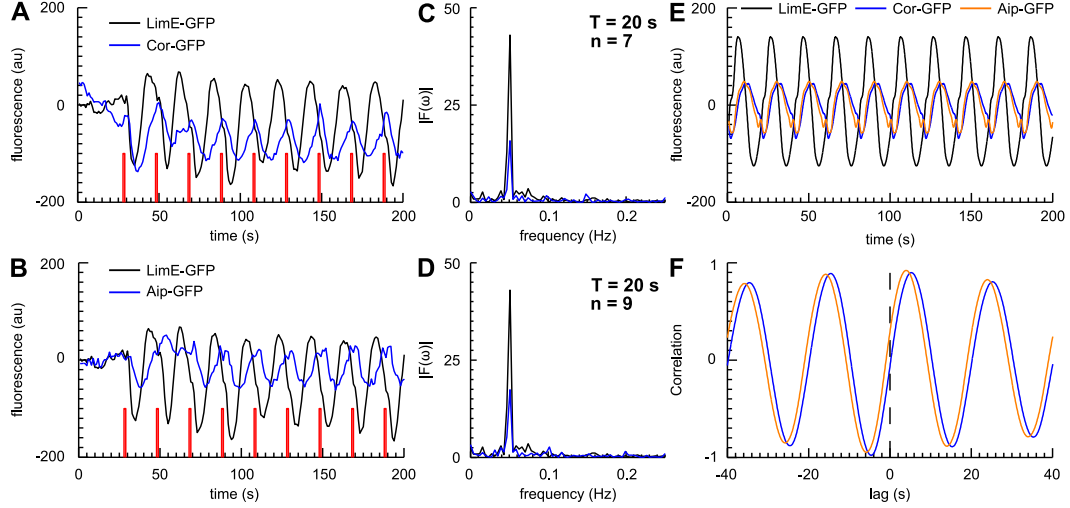 A
LimE-GFP
Cor-GFP
200
0
-200
fluorescence (au)
0 50 100 150 200
time (s)
B
LimE-GFP
Aip-GFP
200
0
-200
fluorescence (au)
0 50 100 150 200
time (s)
C
T = 20 s
n = 7
50
25
0
|F(ω)|
0 0.1 0.2
frequency (Hz)
D
T = 20 s
n = 9
50
25
0
|F(ω)|
0 0.1 0.2
frequency (Hz)
E
LimE-GFP Cor-GFP Aip-GFP
200
0
-200
fluorescence (au)
0 50 100 150 200
time (s)
F
1
0
-1
Correlation
-40 -20 0 20 40
lag (s)